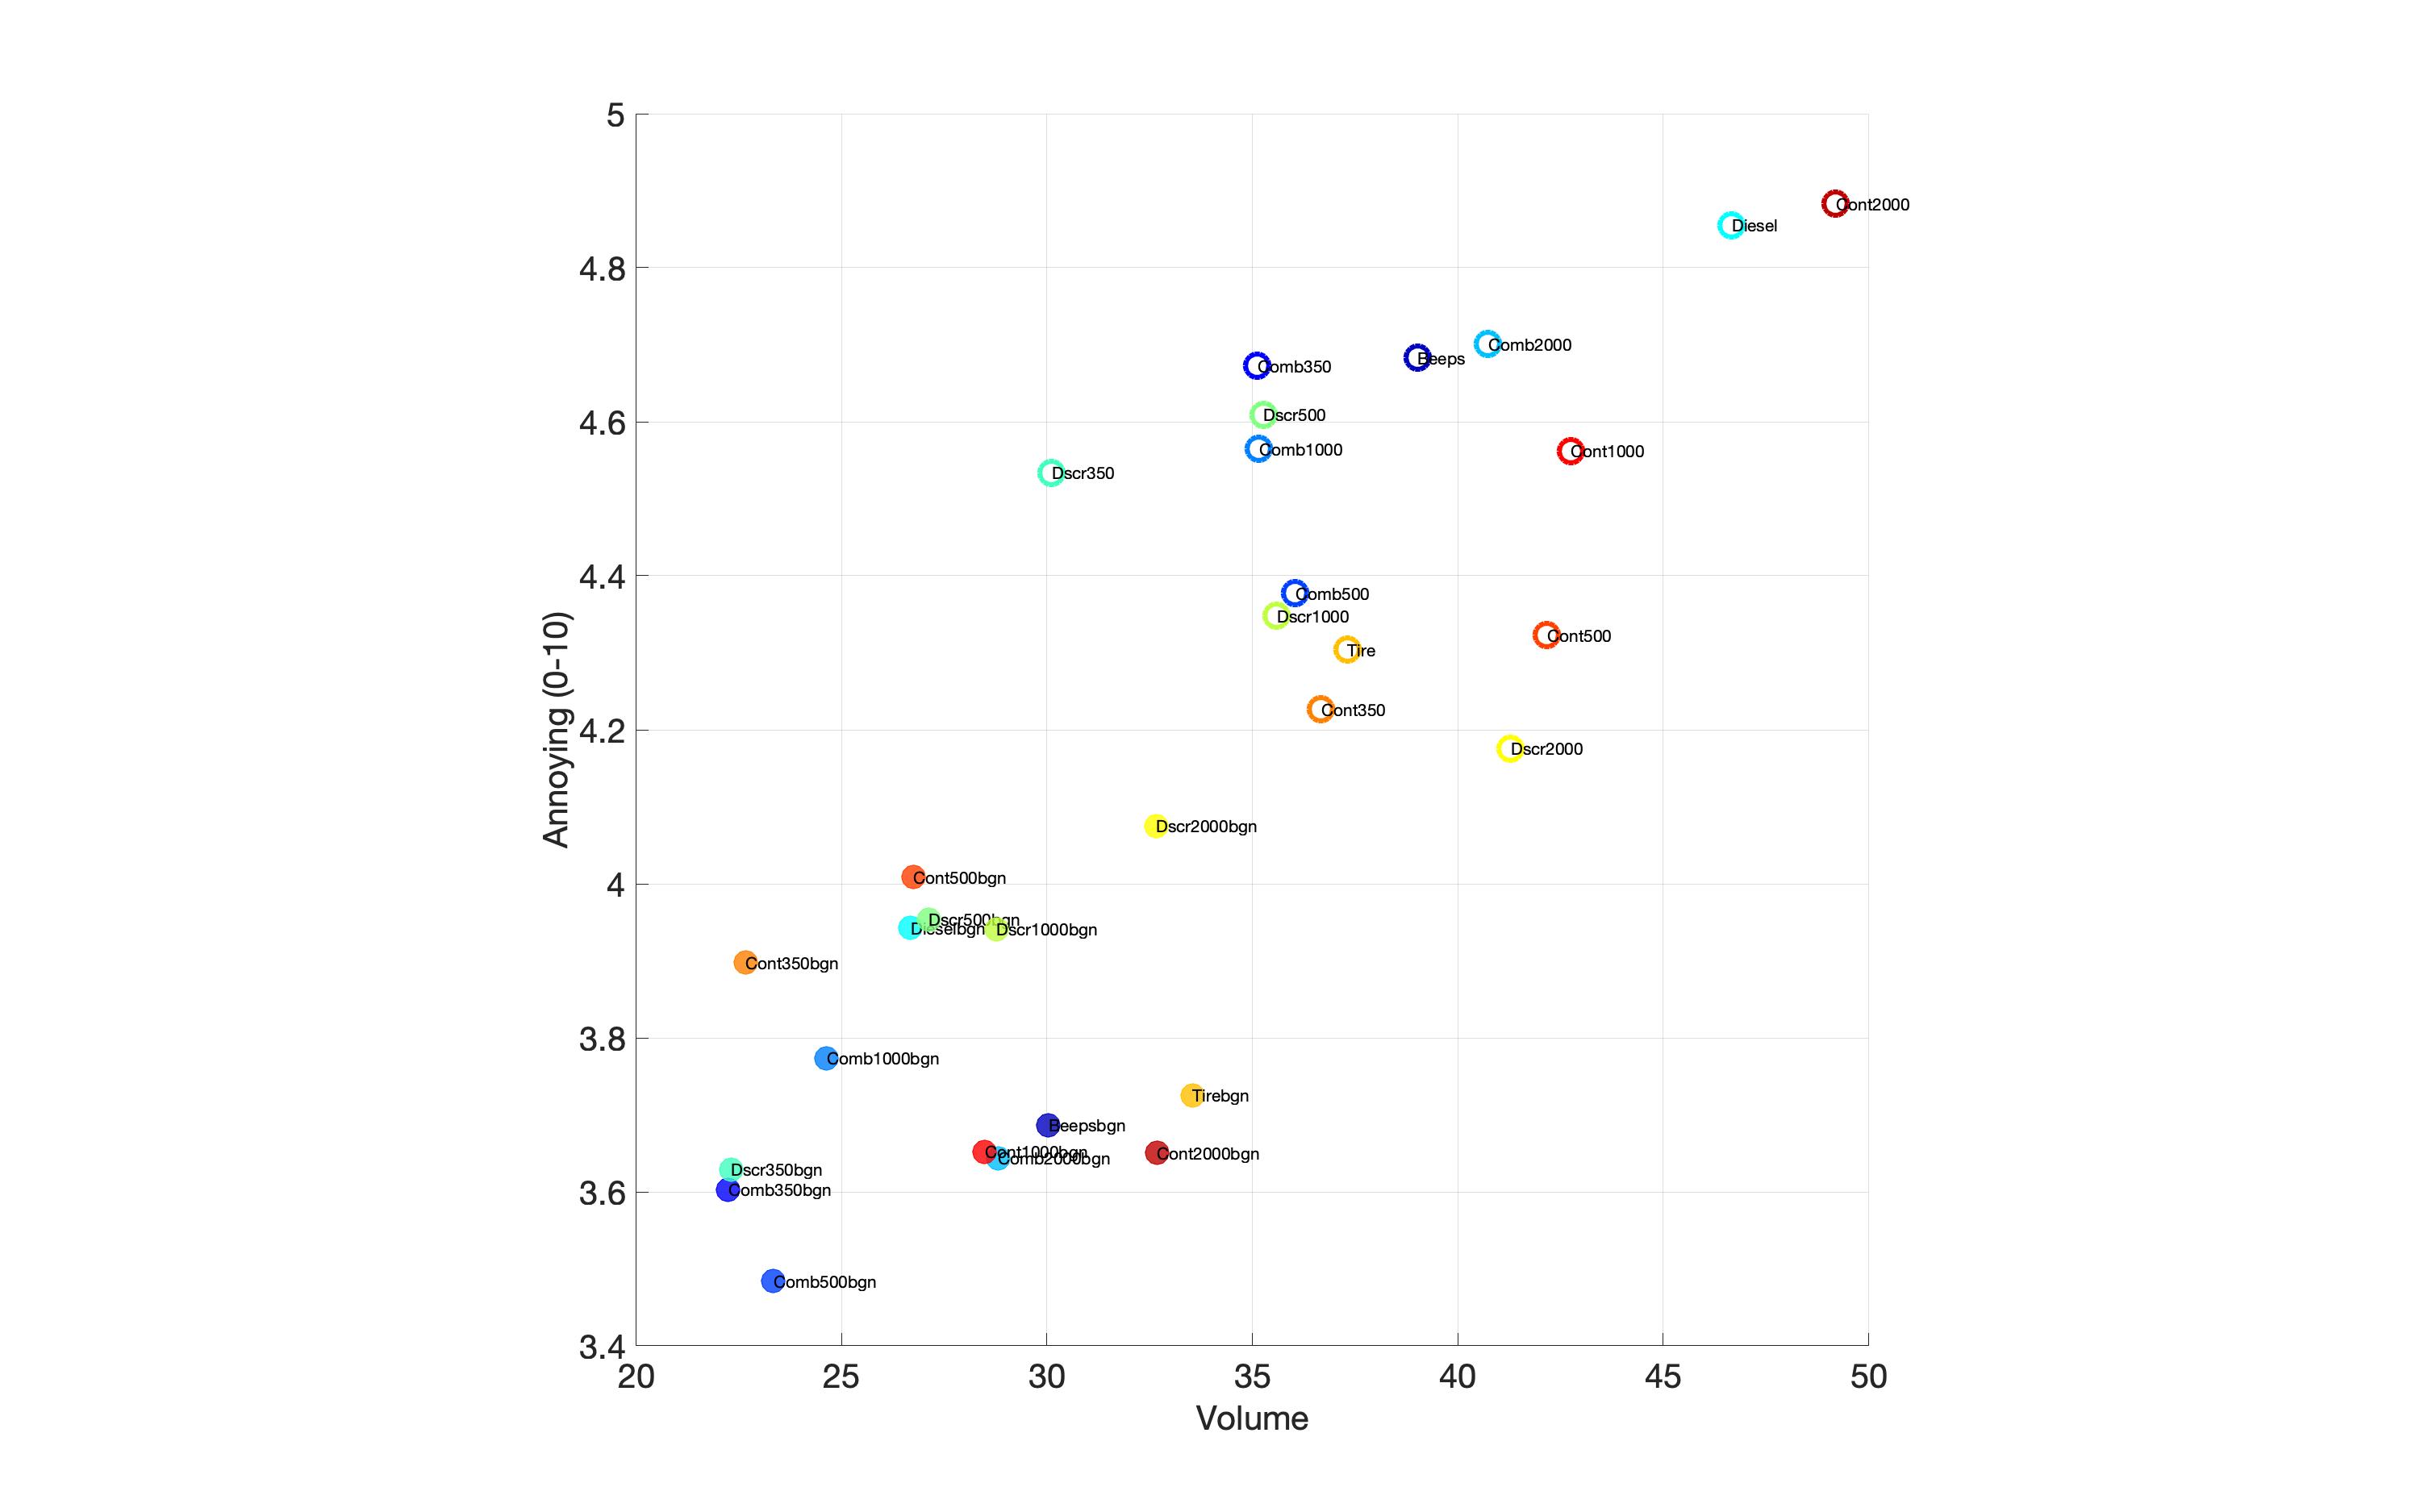 5
Cont2000
Diesel
4.8
Comb2000
Beeps
Comb350
Dscr500
4.6
Comb1000
Cont1000
Dscr350
4.4
Comb500
Dscr1000
Cont500
Tire
Cont350
4.2
Dscr2000
Annoying (0-10)
Dscr2000bgn
4
Cont500bgn
Dscr500bgn
Dieselbgn
Dscr1000bgn
Cont350bgn
3.8
Comb1000bgn
Tirebgn
Beepsbgn
Cont1000bgn
Cont2000bgn
Comb2000bgn
Dscr350bgn
Comb350bgn
3.6
Comb500bgn
3.4
20 25 30 35 40 45 50
Volume